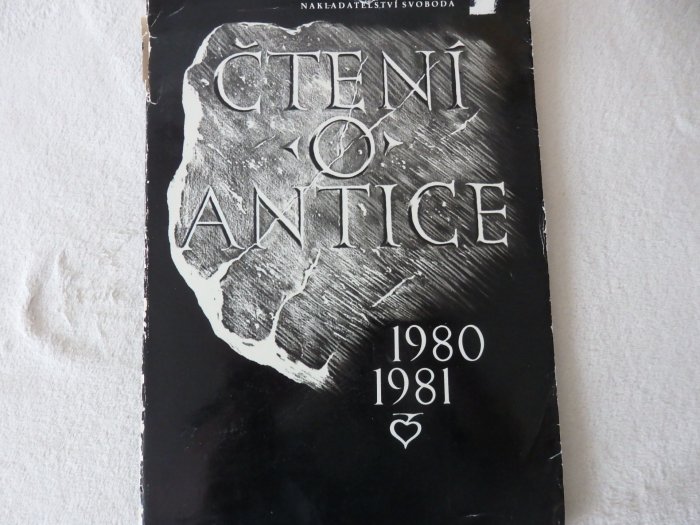 NAKLADATELSTVÍ SVOBODA
ČTENÍ
O
ANTICE
1980
1981